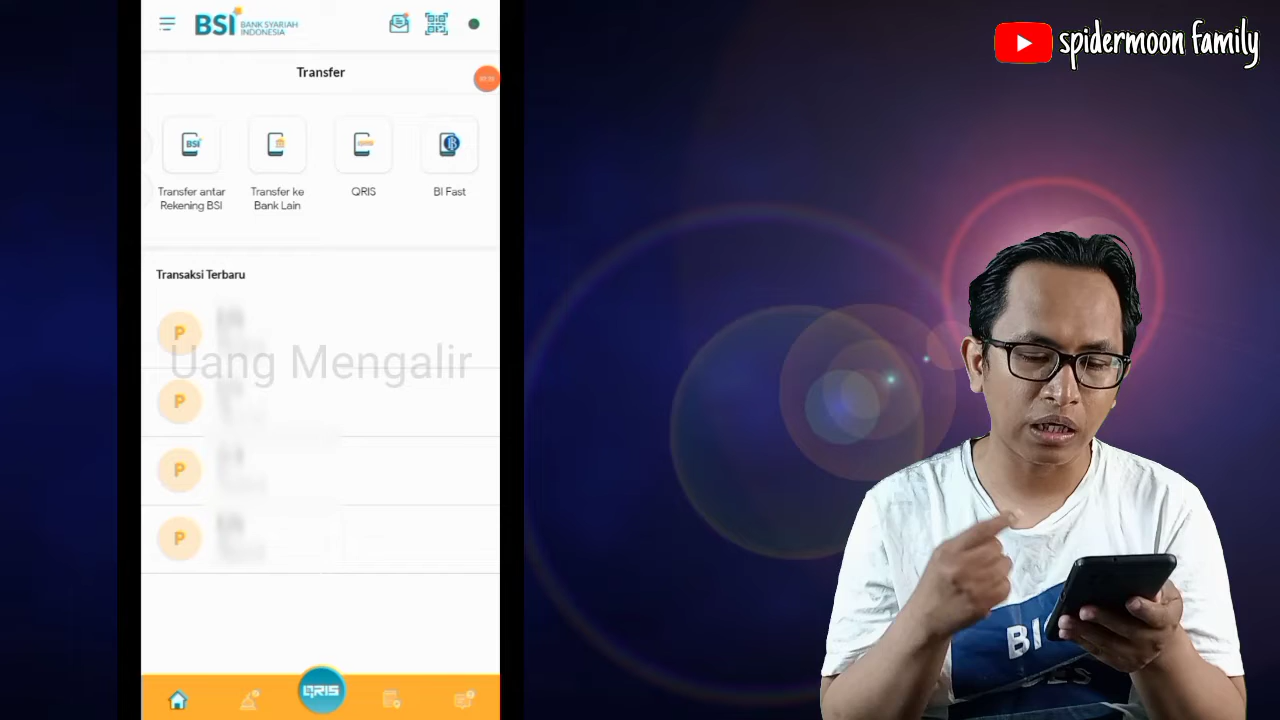 BSI BANK SYARIAH
INDONESIA
spidermoon family
Transfer
BSI
Transfer antar
Rekening BSI
Transfer ke
Bank Lain
QRIS
BI Fast
Transaksi Terbaru
P
Uang Mengalir
P
P
P
QRIS